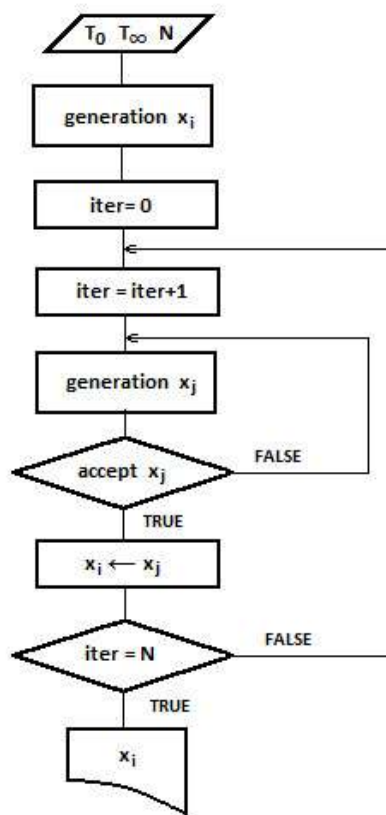 T₀ T∞ N
generation xᵢ
iter= 0
iter = iter+1
generation xⱼ
accept xⱼ
FALSE
TRUE
xᵢ ← xⱼ
iter = N
FALSE
TRUE
xᵢ